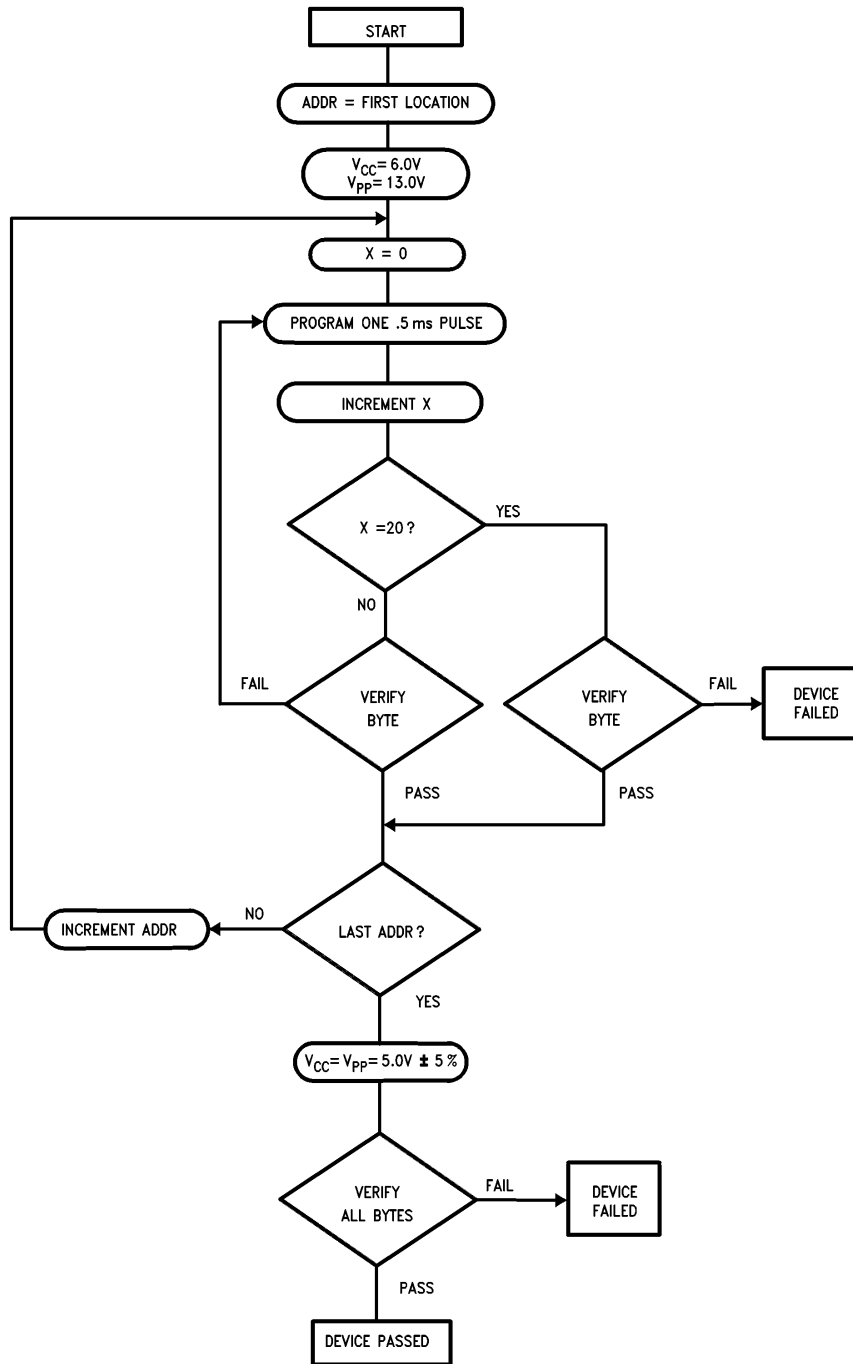 START
ADDR = FIRST LOCATION
VCC= 6.0V
VPP= 13.0V
X = 0
PROGRAM ONE .5 ms PULSE
INCREMENT X
X =20 ?
YES
NO
FAIL
VERIFY
BYTE
VERIFY
BYTE
FAIL
DEVICE
FAILED
PASS
PASS
INCREMENT ADDR
NO
LAST ADDR ?
YES
VCC= VPP= 5.0V ± 5 %
VERIFY
ALL BYTES
FAIL
DEVICE
FAILED
PASS
DEVICE PASSED